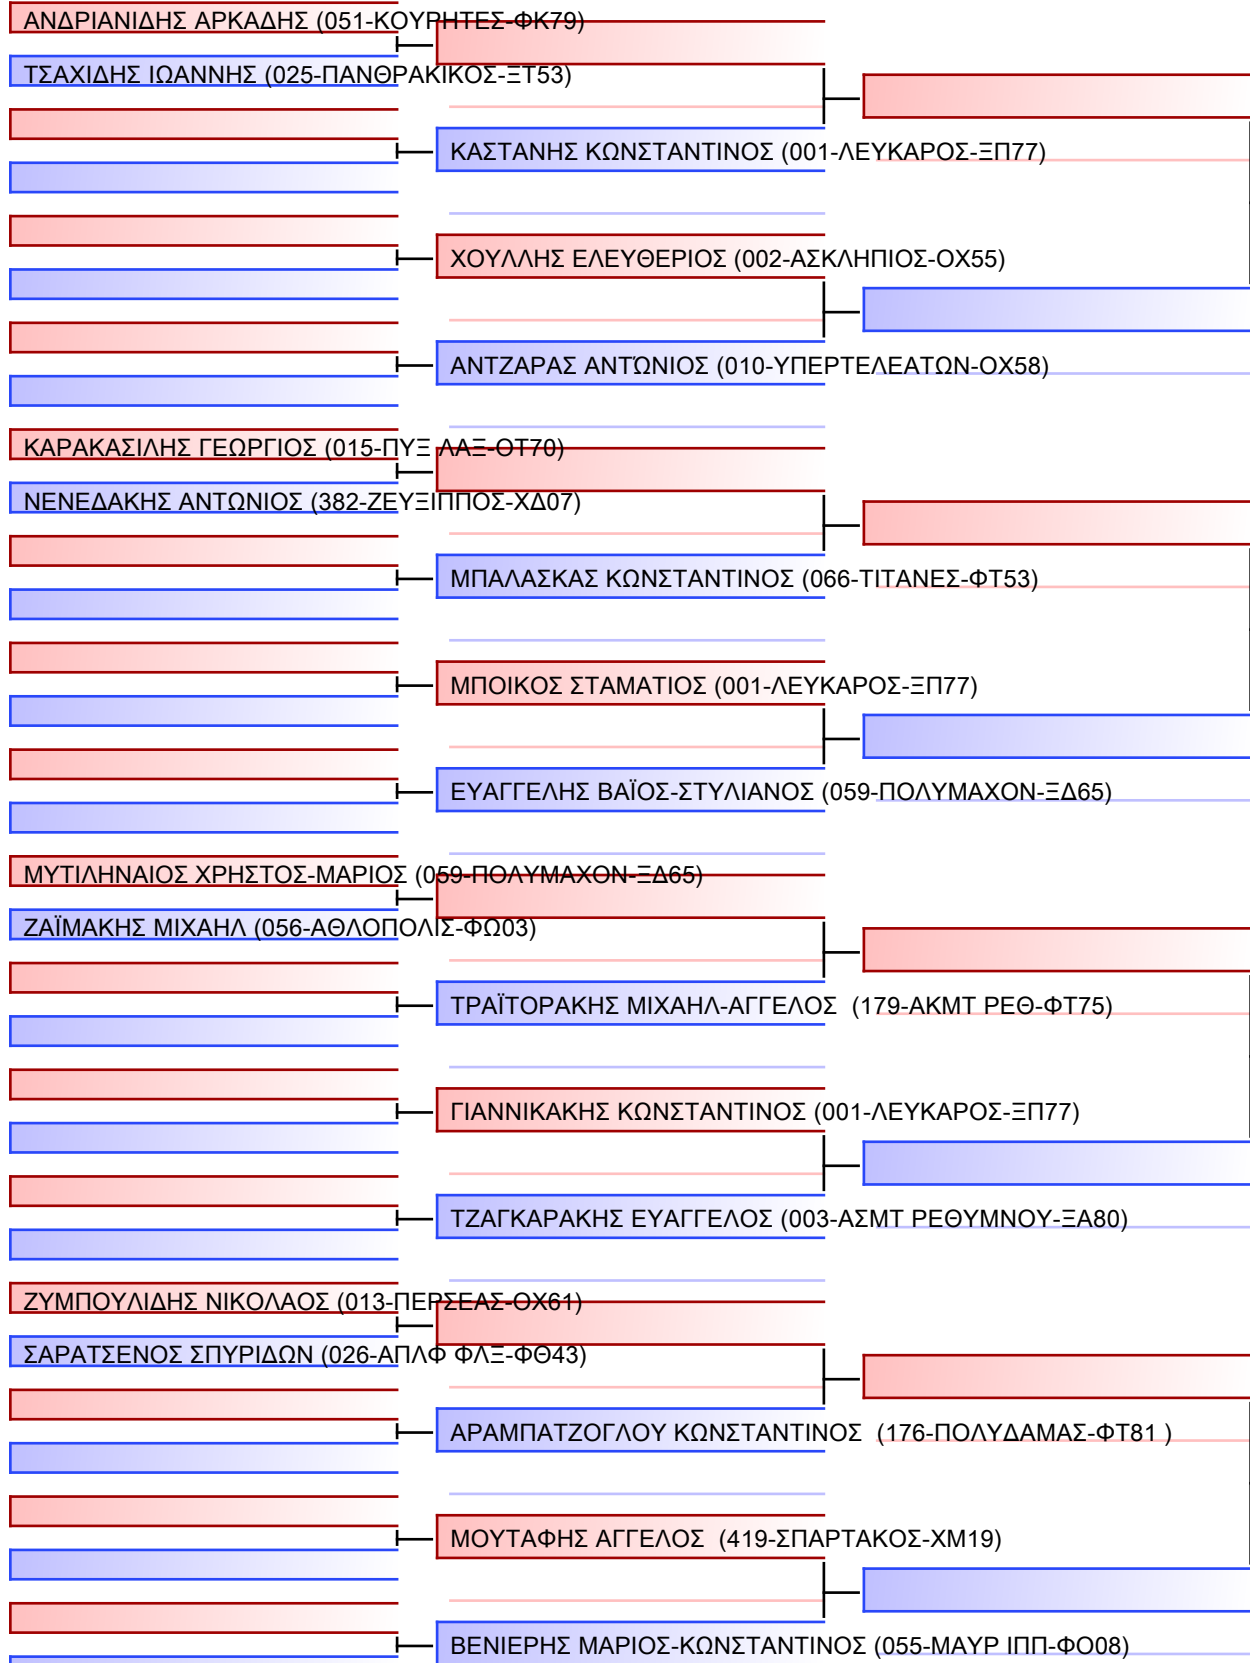 ΑΝΔΡΙΑΝΙΔΗΣ ΑΡΚΑΔΗΣ (051-ΚΟΥΡΗΤΕΣ-ΦΚ79)
ΤΣΑΧΙΔΗΣ ΙΩΑΝΝΗΣ (025-ΠΑΝΘΡΑΚΙΚΟΣ-ΞΤ53)
ΚΑΣΤΑΝΗΣ ΚΩΝΣΤΑΝΤΙΝΟΣ (001-ΛΕΥΚΑΡΟΣ-ΞΠ77)
ΧΟΥΛΛΗΣ ΕΛΕΥΘΕΡΙΟΣ (002-ΑΣΚΛΗΠΙΟΣ-ΟΧ55)
ΑΝΤΖΑΡΑΣ ΑΝΤΏΝΙΟΣ (010-ΥΠΕΡΤΕΛΕΑΤΩΝ-ΟΧ58)
ΚΑΡΑΚΑΣΙΛΗΣ ΓΕΩΡΓΙΟΣ (015-ΠΥΞ ΛΑΞ-ΟΤ70)
ΝΕΝΕΔΑΚΗΣ ΑΝΤΩΝΙΟΣ (382-ΖΕΥΞΙΠΠΟΣ-ΧΔ07)
ΜΠΑΛΑΣΚΑΣ ΚΩΝΣΤΑΝΤΙΝΟΣ (066-ΤΙΤΑΝΕΣ-ΦΤ53)
ΜΠΟΙΚΟΣ ΣΤΑΜΑΤΙΟΣ (001-ΛΕΥΚΑΡΟΣ-ΞΠ77)
ΕΥΑΓΓΕΛΗΣ ΒΑΪΟΣ-ΣΤΥΛΙΑΝΟΣ (059-ΠΟΛΥΜΑΧΟΝ-ΞΔ65)
ΜΥΤΙΛΗΝΑΙΟΣ ΧΡΗΣΤΟΣ-ΜΑΡΙΟΣ (059-ΠΟΛΥΜΑΧΟΝ-ΞΔ65)
ΖΑΪΜΑΚΗΣ ΜΙΧΑΗΛ (056-ΑΘΛΟΠΟΛΙΣ-ΦΩ03)
ΤΡΑΪΤΟΡΑΚΗΣ ΜΙΧΑΗΛ-ΑΓΓΕΛΟΣ  (179-ΑΚΜΤ ΡΕΘ-ΦΤ75)
ΓΙΑΝΝΙΚΑΚΗΣ ΚΩΝΣΤΑΝΤΙΝΟΣ (001-ΛΕΥΚΑΡΟΣ-ΞΠ77)
ΤΖΑΓΚΑΡΑΚΗΣ ΕΥΑΓΓΕΛΟΣ (003-ΑΣΜΤ ΡΕΘΥΜΝΟΥ-ΞΑ80)
ΖΥΜΠΟΥΛΙΔΗΣ ΝΙΚΟΛΑΟΣ (013-ΠΕΡΣΕΑΣ-ΟΧ61)
ΣΑΡΑΤΣΕΝΟΣ ΣΠΥΡΙΔΩΝ (026-ΑΠΛΦ ΦΛΞ-ΦΘ43)
ΑΡΑΜΠΑΤΖΟΓΛΟΥ ΚΩΝΣΤΑΝΤΙΝΟΣ  (176-ΠΟΛΥΔΑΜΑΣ-ΦΤ81 )
ΜΟΥΤΑΦΗΣ ΑΓΓΕΛΟΣ  (419-ΣΠΑΡΤΑΚΟΣ-ΧΜ19)
ΒΕΝΙΕΡΗΣ ΜΑΡΙΟΣ-ΚΩΝΣΤΑΝΤΙΝΟΣ (055-ΜΑΥΡ ΙΠΠ-ΦΟ08)